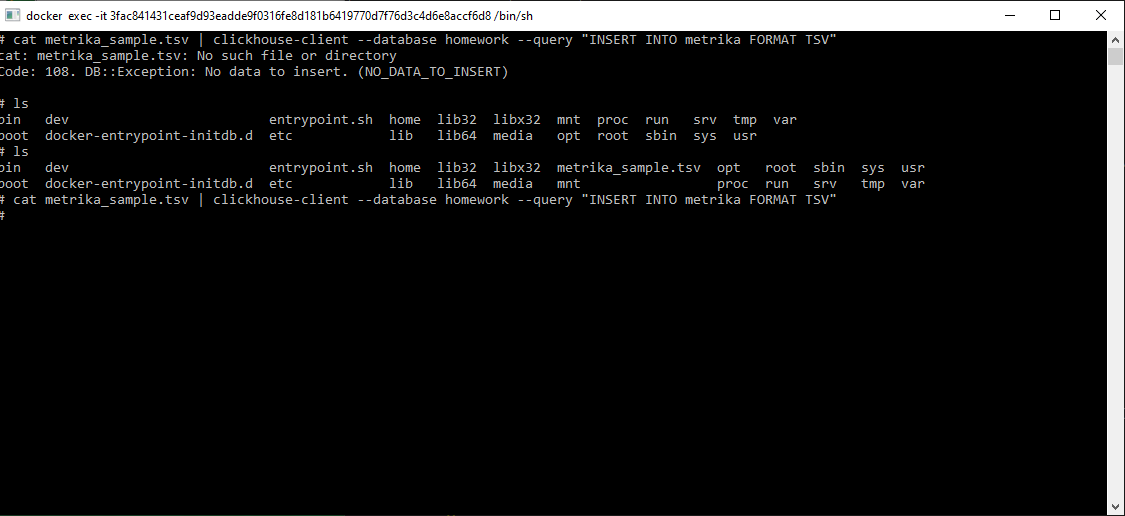 docker exec -it 3fac841431ceaf9d93eadde9f0316fe8d181b6419770d7f76d3c4d6e8accf6d8 /bin/sh
# cat metrika_sample.tsv | clickhouse-client --database homework --query "INSERT INTO metrika FORMAT TSV"
cat: metrika_sample.tsv: No such file or directory
Code: 108. DB::Exception: No data to insert. (NO_DATA_TO_INSERT)
# ls
bin dev entrypoint.sh home lib32 libx32 mnt proc run srv tmp var
boot docker-entrypoint-initdb.d etc lib lib64 media opt root sbin sys usr
# ls
bin dev entrypoint.sh home lib32 libx32 metrika_sample.tsv opt root sbin sys usr
boot docker-entrypoint-initdb.d etc lib lib64 media mnt proc run srv tmp var
# cat metrika_sample.tsv | clickhouse-client --database homework --query "INSERT INTO metrika FORMAT TSV"
#